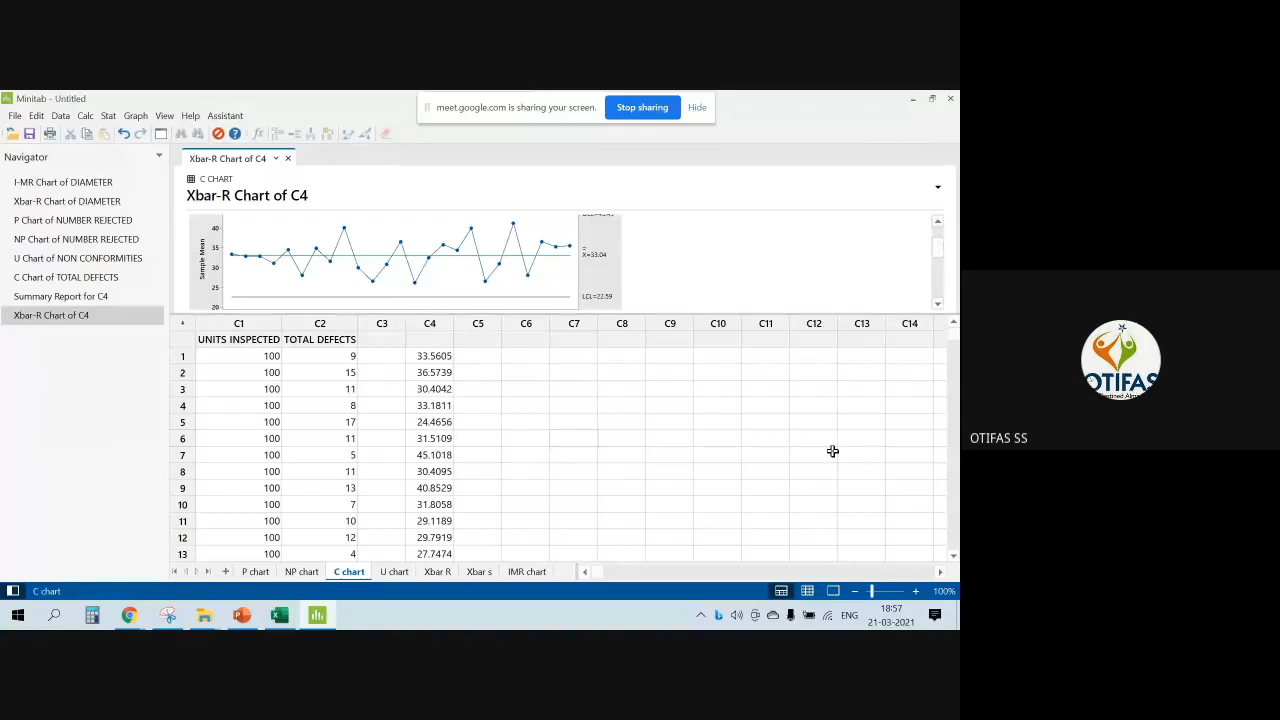 Minitab - Untitled
meet.google.com is sharing your screen. Stop sharing Hide
File Edit Data Calc Stat Graph View Help Assistant
Navigator
I-MR Chart of DIAMETER
Xbar-R Chart of DIAMETER
P Chart of NUMBER REJECTED
NP Chart of NUMBER REJECTED
U Chart of NON CONFORMITIES
C Chart of TOTAL DEFECTS
Summary Report for C4
Xbar-R Chart of C4
Xbar-R Chart of C4
C CHART
Xbar-R Chart of C4
Sample Mean
40
35
30
25
20
X=33.04
LCL=22.59
C1 C2 C3 C4 C5 C6 C7 C8 C9 C10 C11 C12 C13 C14
UNITS INSPECTED TOTAL DEFECTS
1 100 9 33.5605
2 100 15 36.5739
3 100 11 30.4042
4 100 8 33.1811
5 100 17 24.4656
6 100 11 31.5109
7 100 5 45.1018
8 100 11 30.4095
9 100 13 40.8529
10 100 7 31.8058
11 100 10 29.1189
12 100 12 29.7919
13 100 4 27.7474
P chart NP chart C chart U chart Xbar R Xbar s IMR chart
C chart
100%
ENG
18:57
21-03-2021
OTIFAS
OTIFAS SS